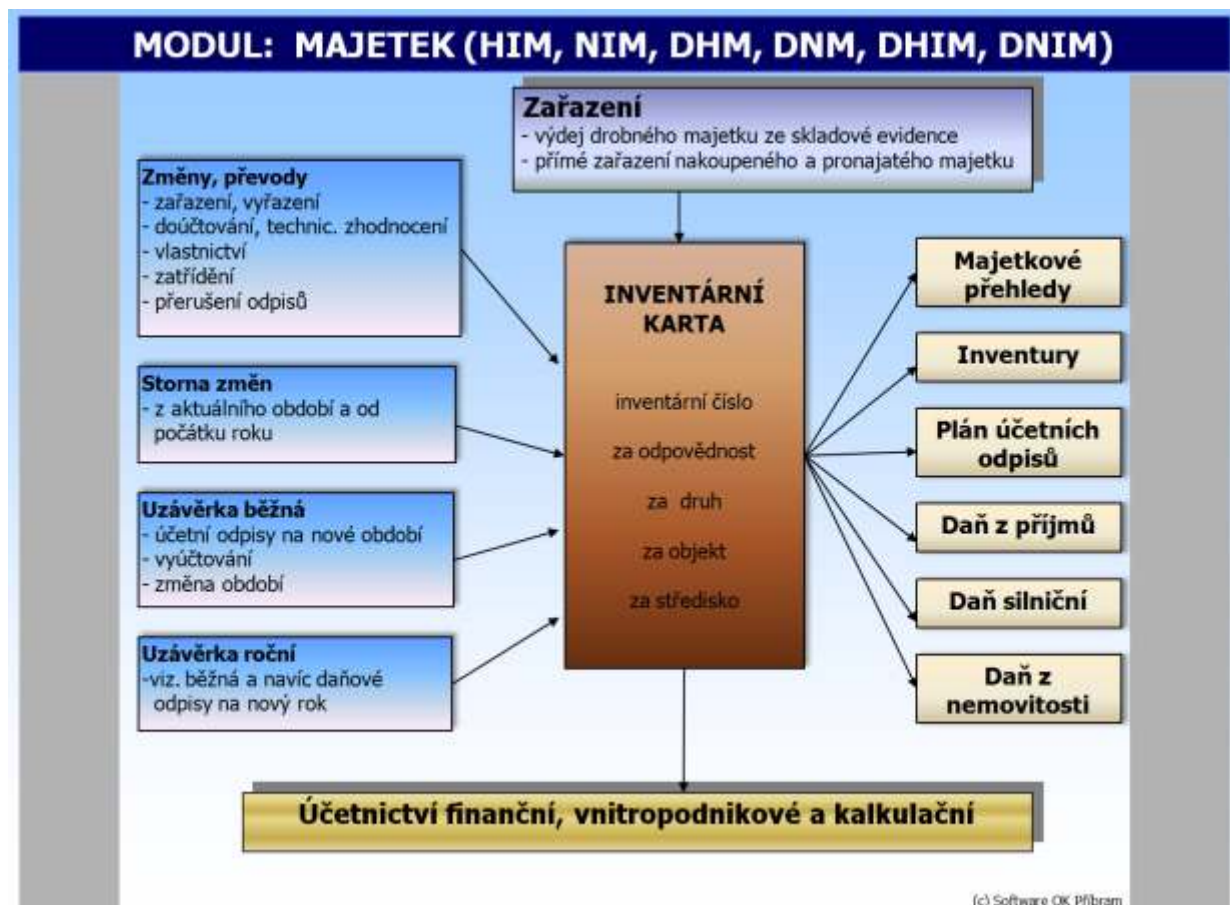 MODUL: MAJETEK (HIM, NIM, DHM, DNM, DHIM, DNIM)
Zařazení
- výdej drobného majetku ze skladové evidence
- přímé zařazení nakoupeného a pronajatého majetku
Změny, převody
- zařazení, vyřazení
- doúčtování, technic. zhodnocení
- vlastnictví
- zatřídění
- přerušení odpisů
Storna změn
- z aktuálního období a od
počátku roku
Uzávěrka běžná
- účetní odpisy na nové období
- vyúčtování
- změna období
Uzávěrka roční
-viz. běžná a navíc daňové
odpisy na nový rok
INVENTÁRNÍ
KARTA
inventární číslo
za odpovědnost
za druh
za objekt
za středisko
Majetkové
přehledy
Inventury
Plán účetních
odpisů
Daň z příjmů
Daň silniční
Daň z
nemovitosti
Účetnictví finanční, vnitropodnikové a kalkulační
(c) Software OK Příbram